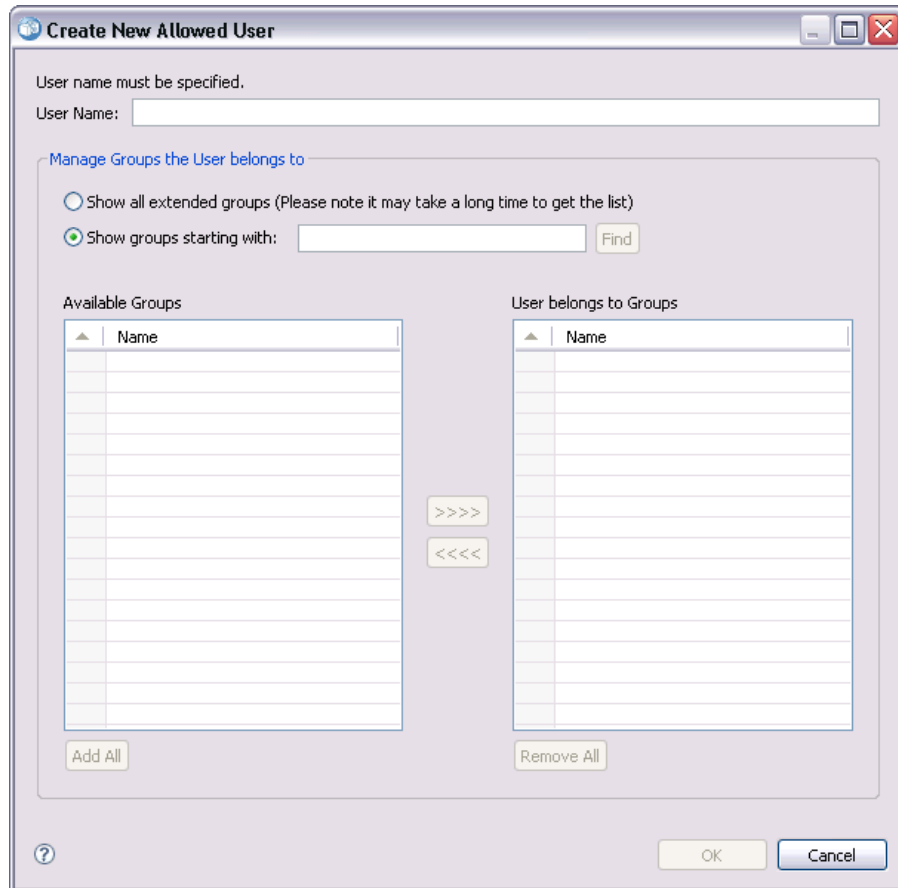 Create New Allowed User
User name must be specified.
User Name:
Manage Groups the User belongs to
Show all extended groups (Please note it may take a long time to get the list)
Show groups starting with:
Find
Available Groups
User belongs to Groups
Name
Name
>>>>
<<<<
Add All
Remove All
?
OK
Cancel